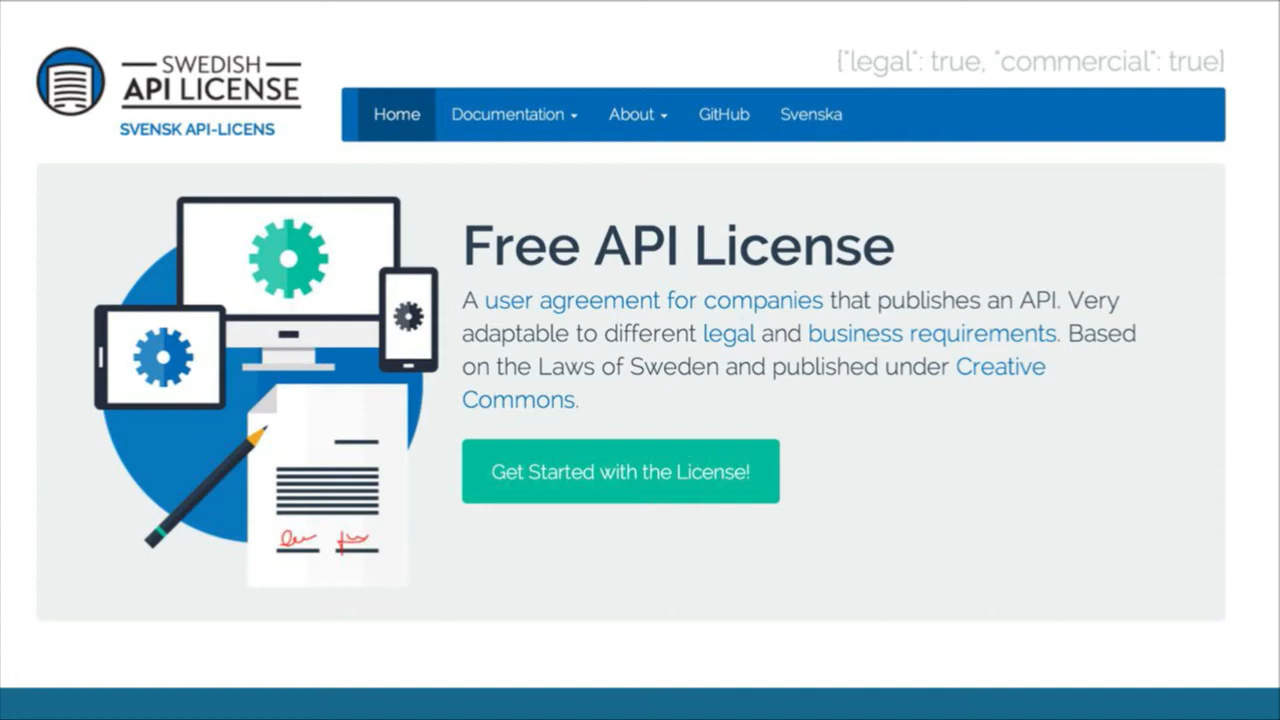 SWEDISH
API LICENSE
SVENSK API-LICENS
{"legal": true, "commercial": true}
Home Documentation About GitHub Svenska
Free API License
A user agreement for companies that publishes an API. Very
adaptable to different legal and business requirements. Based
on the Laws of Sweden and published under Creative
Commons.
Get Started with the License!